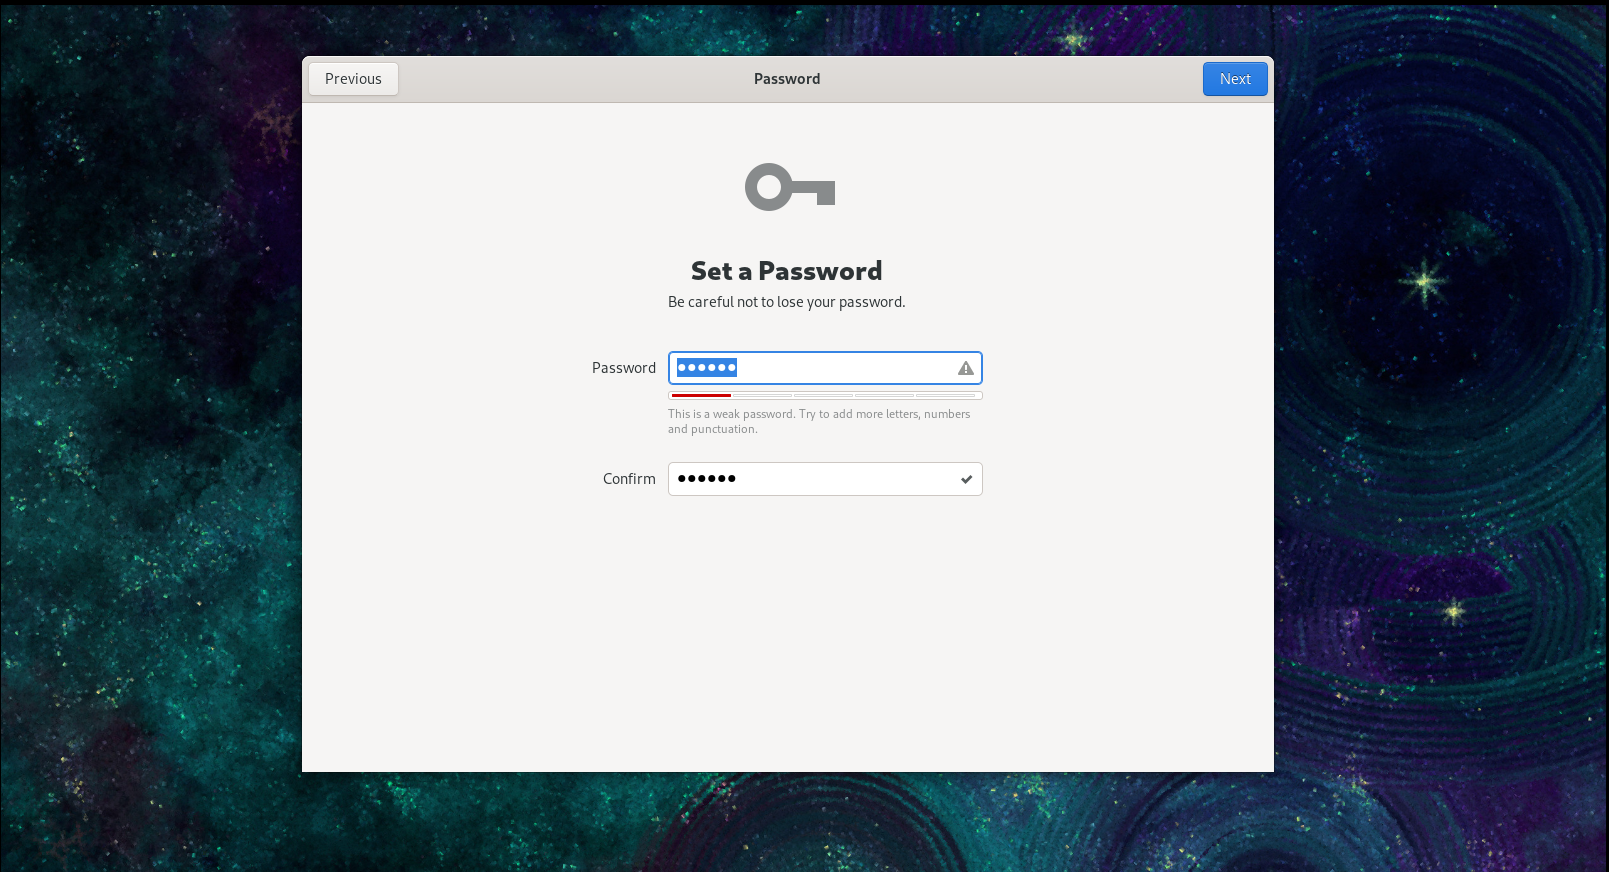 Previous
Password
Next
Set a Password
Be careful not to lose your password.
Password
●●●●●●
This is a weak password. Try to add more letters, numbers
and punctuation.
Confirm
●●●●●●